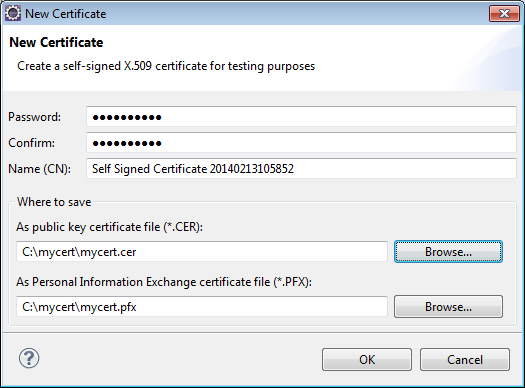 New Certificate
New Certificate
Create a self-signed X.509 certificate for testing purposes
Password: ●●●●●●●●●●
Confirm: ●●●●●●●●●●
Name (CN): Self Signed Certificate 20140213105852
Where to save
As public key certificate file (*.CER):
C:\mycert\mycert.cer Browse...
As Personal Information Exchange certificate file (*.PFX):
C:\mycert\mycert.pfx Browse...
? OK Cancel